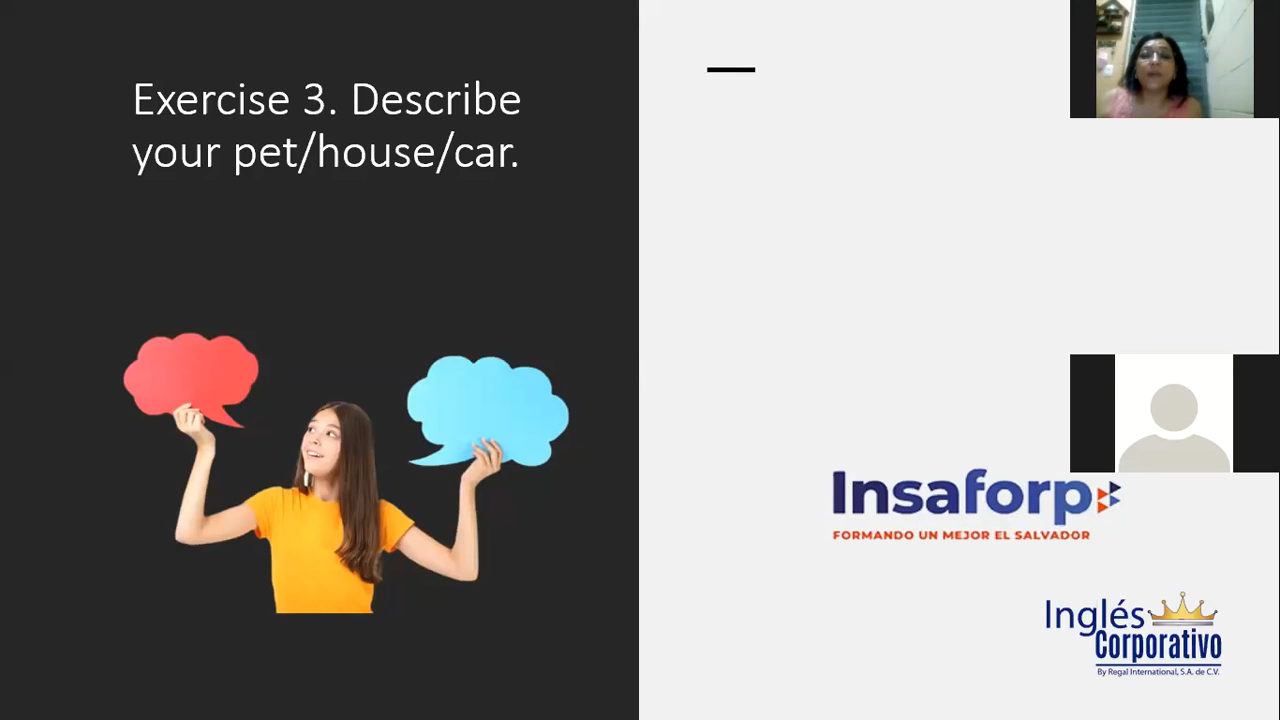 Exercise 3. Describe
your pet/house/car.
Insaforp
FORMANDO UN MEJOR EL SALVADOR
Inglés
Corporativo
By Regal International, S.A. de C.V.